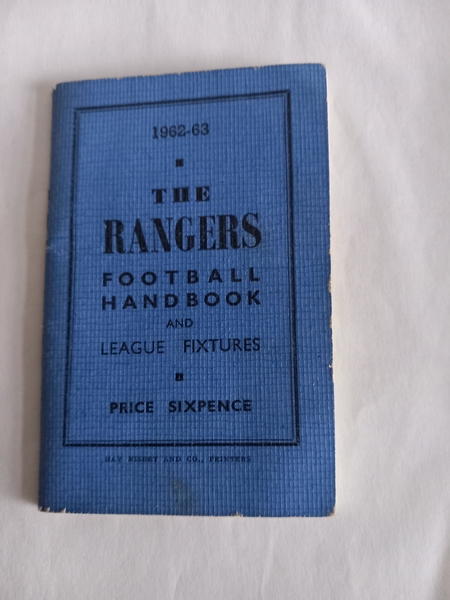 1962-63
THE
RANGERS
FOOTBALL
HANDBOOK
AND
LEAGUE FIXTURES
PRICE SIXPENCE
HAY NISBET AND CO., PRINTERS